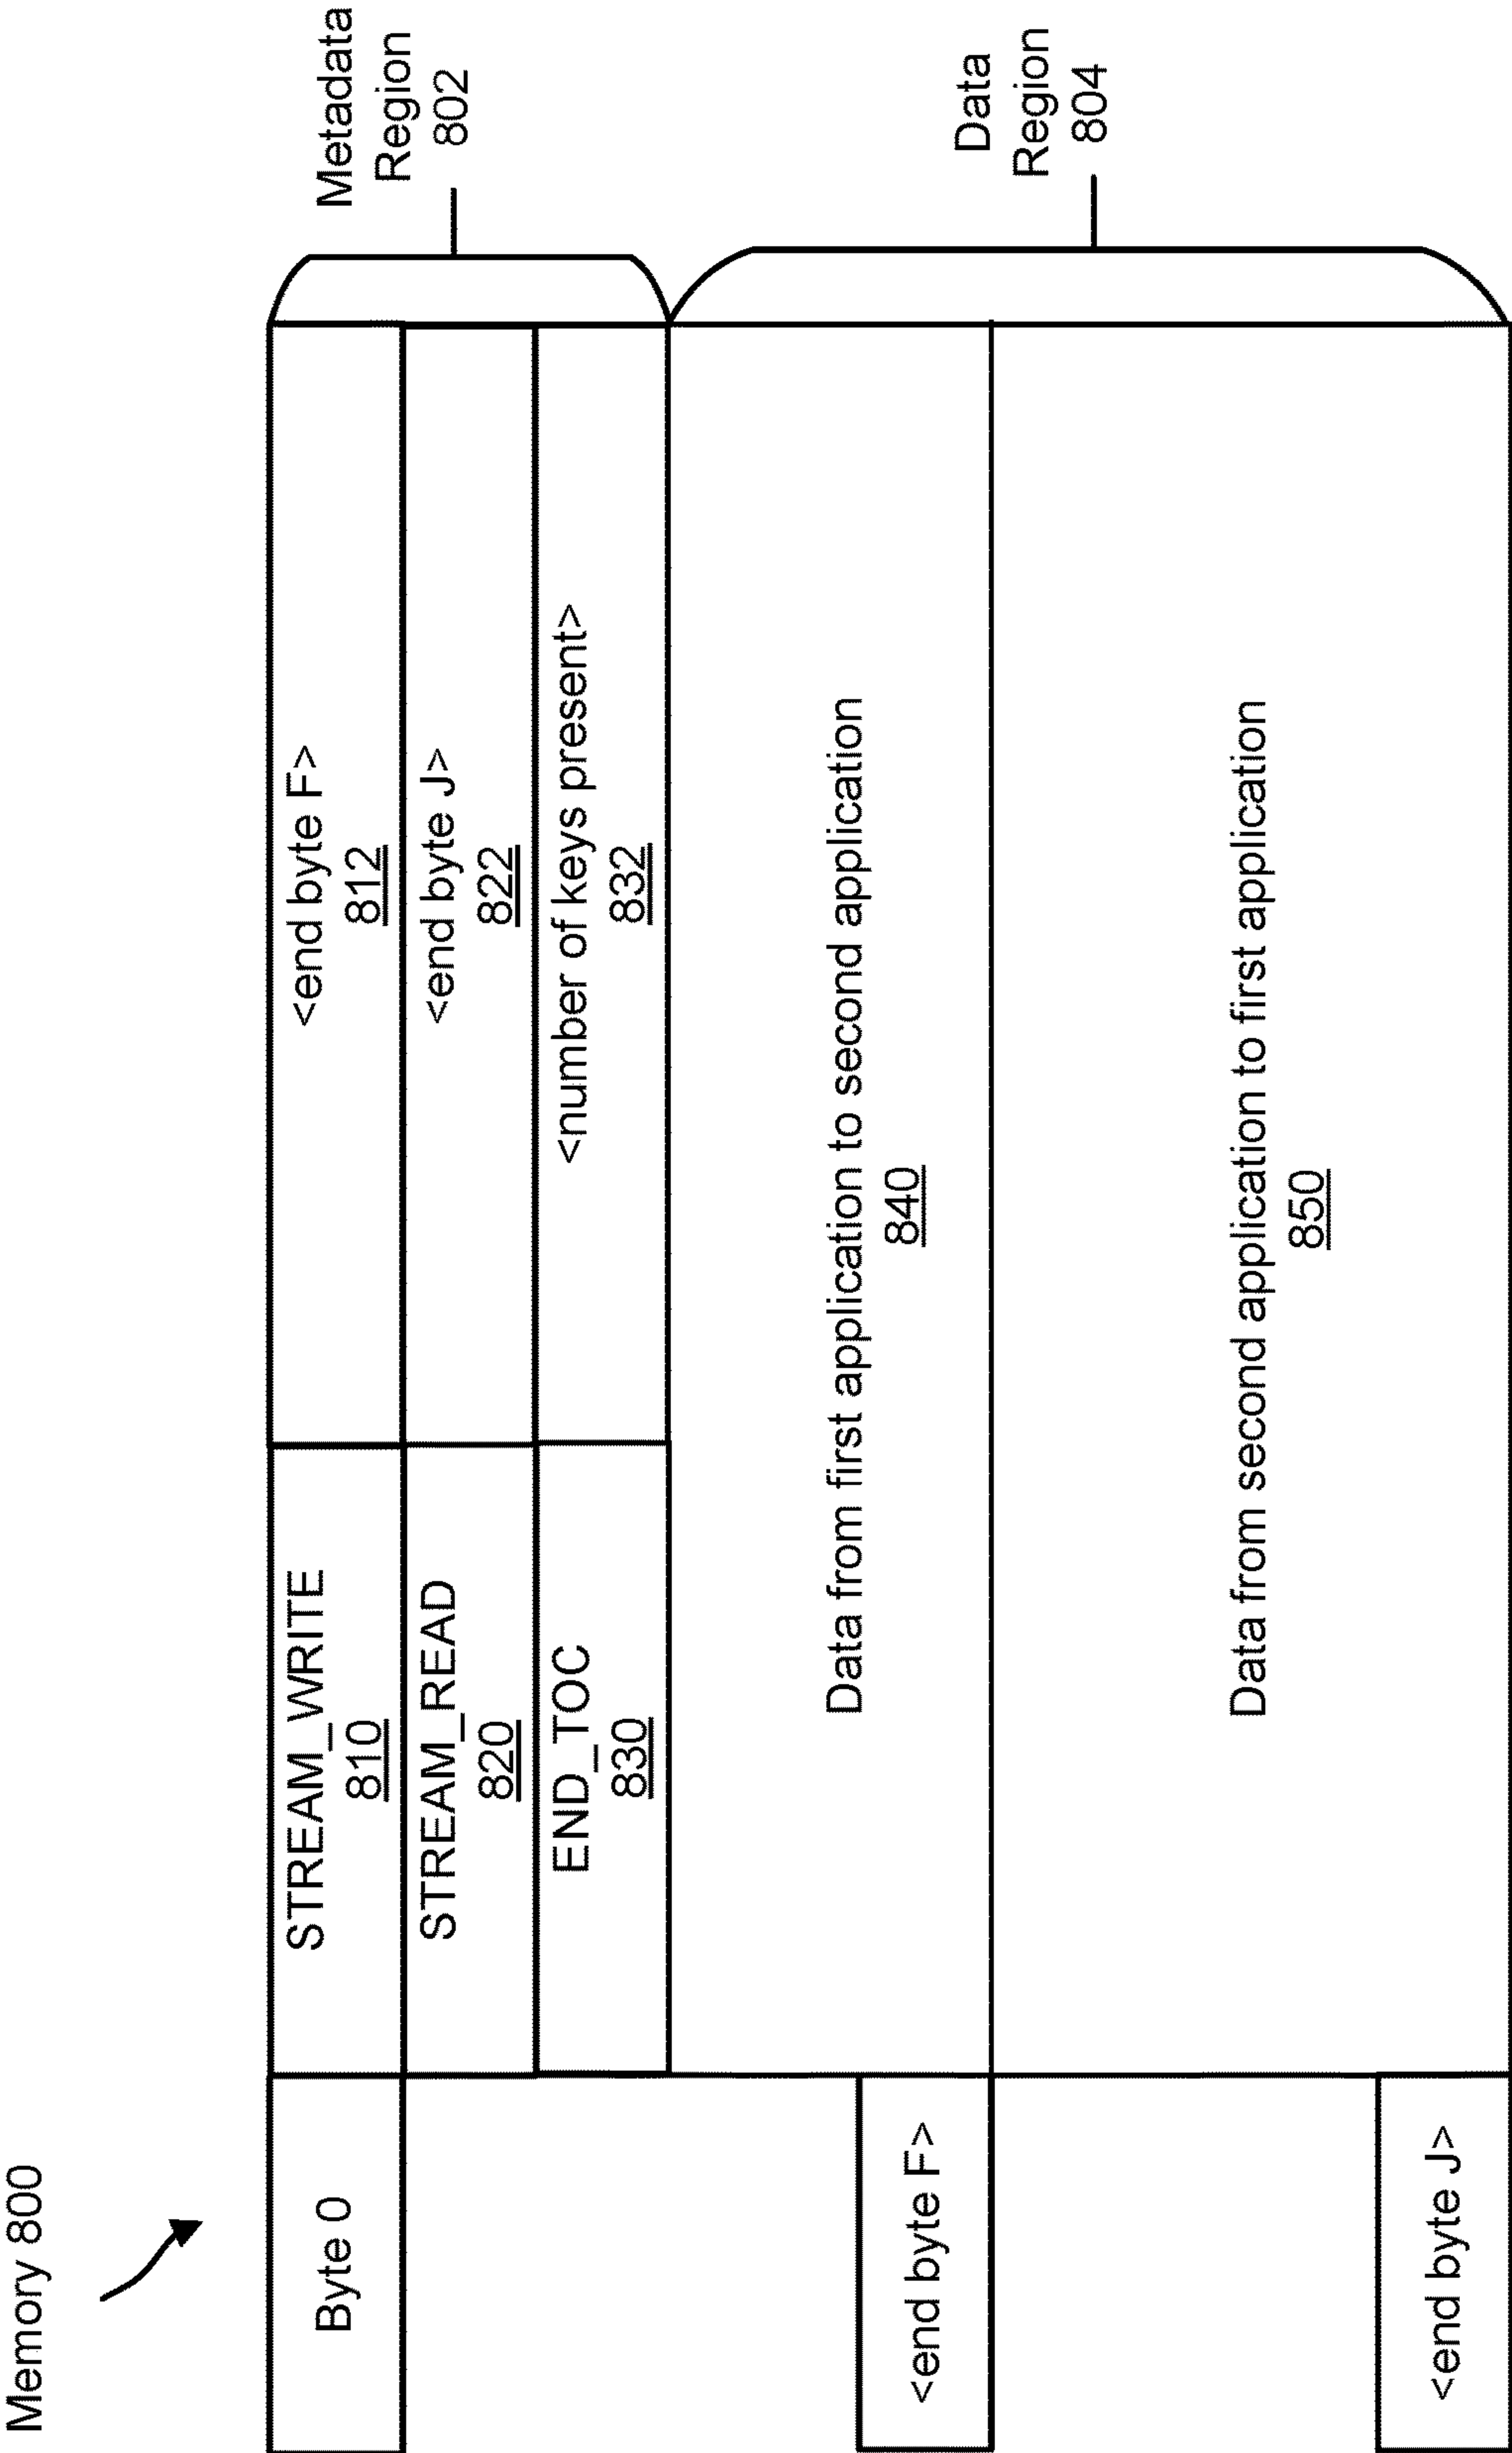 Memory 800
Byte 0
STREAM_WRITE
810
<end byte F>
812
STREAM_READ
820
<end byte J>
822
END_TOC
830
<number of keys present>
832
Metadata
Region
802
Data from first application to second application
840
<end byte F>
Data from second application to first application
850
<end byte J>
Data
Region
804